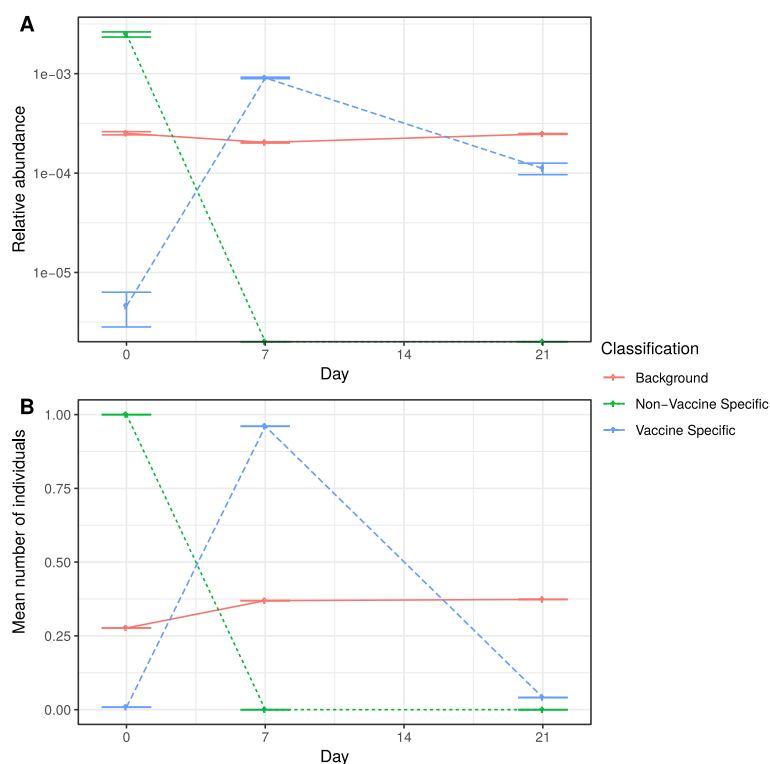 A
Relative abundance
1e−03
1e−04
1e−05
0 7 14 21
Day
Classification
Background
Non−Vaccine Specific
Vaccine Specific
B
Mean number of individuals
1.00
0.75
0.50
0.25
0.00
0 7 14 21
Day